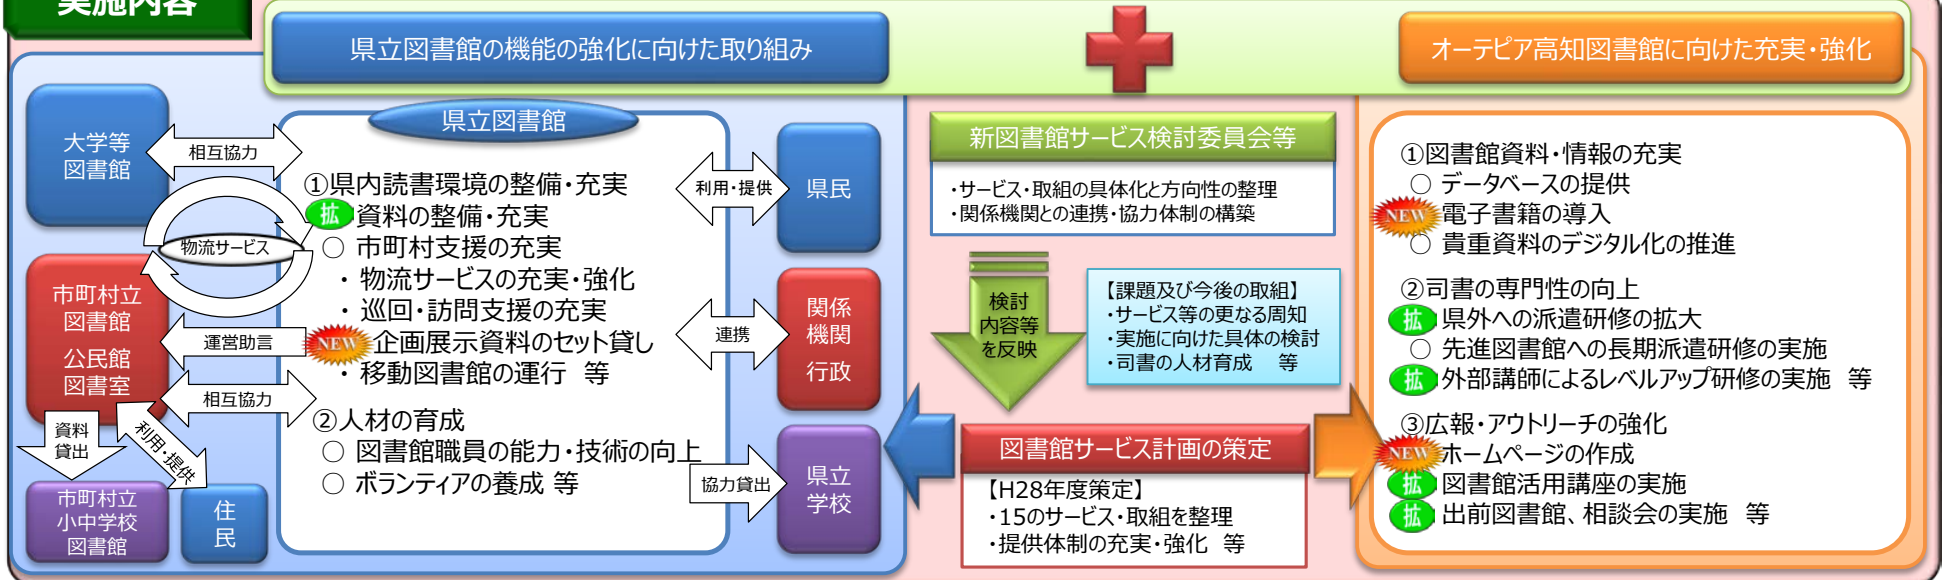 実施内容
県立図書館の機能の強化に向けた取り組み
オーテピア高知図書館に向けた充実・強化
大学等
図書館
相互協力
物流サービス
市町村立
図書館
公民館
図書室
運営助言
相互協力
資料
貸出
利用・提供
市町村立
小中学校
図書館
住
民
県立図書館
①県内読書環境の整備・充実
拡 資料の整備・充実
○ 市町村支援の充実
・ 物流サービスの充実・強化
・ 巡回・訪問支援の充実
NEW 企画展示資料のセット貸し
・ 移動図書館の運行 等
②人材の育成
○ 図書館職員の能力・技術の向上
○ ボランティアの養成 等
利用・提供
県民
連携
関係
機関
行政
協力貸出
県立
学校
新図書館サービス検討委員会等
・サービス・取組の具体化と方向性の整理
・関係機関との連携・協力体制の構築
検討
内容等
を反映
【課題及び今後の取組】
・サービス等の更なる周知
・実施に向けた具体の検討
・司書の人材育成 等
図書館サービス計画の策定
【H28年度策定】
・15のサービス・取組を整理
・提供体制の充実・強化 等
①図書館資料・情報の充実
○ データベースの提供
NEW 電子書籍の導入
○ 貴重資料のデジタル化の推進
②司書の専門性の向上
拡 県外への派遣研修の拡大
○ 先進図書館への長期派遣研修の実施
拡 外部講師によるレベルアップ研修の実施 等
③広報・アウトリーチの強化
NEW ホームページの作成
拡 図書館活用講座の実施
拡 出前図書館、相談会の実施 等